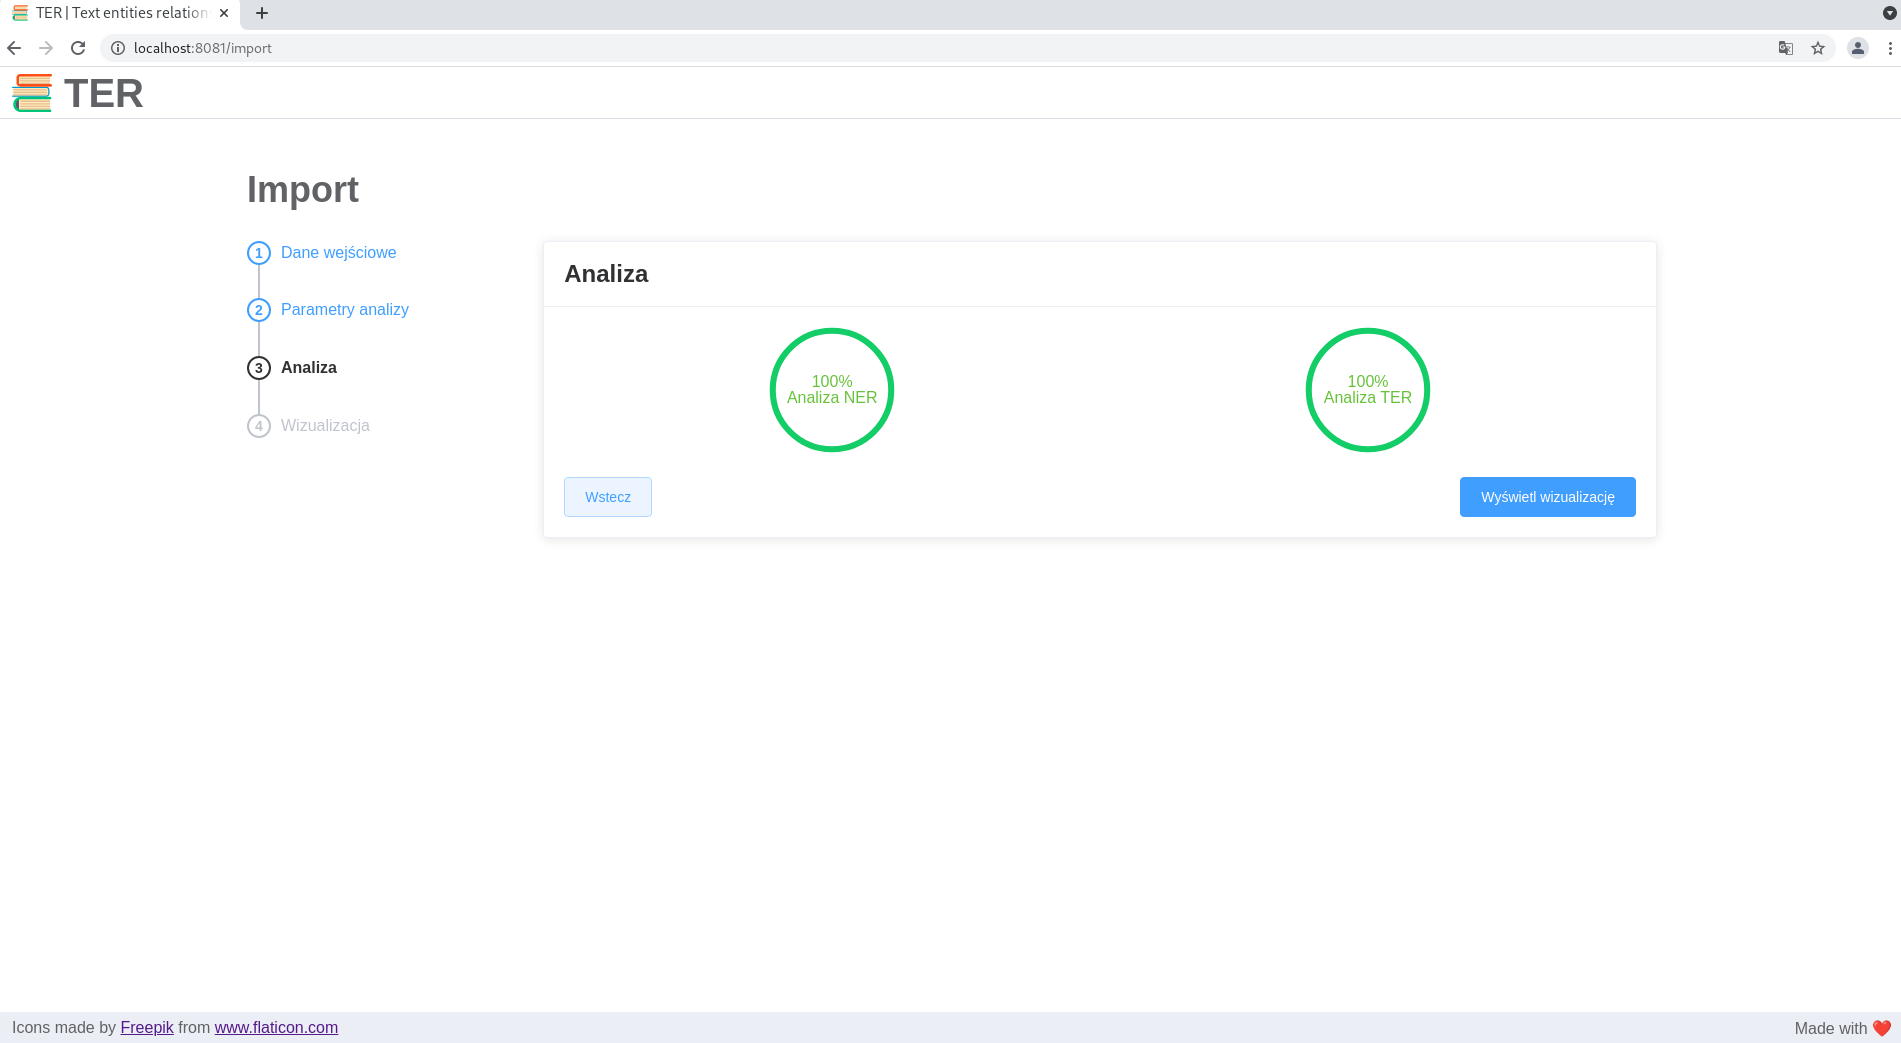 TER | Text entities relation
localhost:8081/import
TER
Import
1 Dane wejściowe
2 Parametry analizy
3 Analiza
4 Wizualizacja
Analiza
100%
Analiza NER
100%
Analiza TER
Wstecz
Wyświetl wizualizację
Icons made by Freepik from www.flaticon.com
Made with ❤️